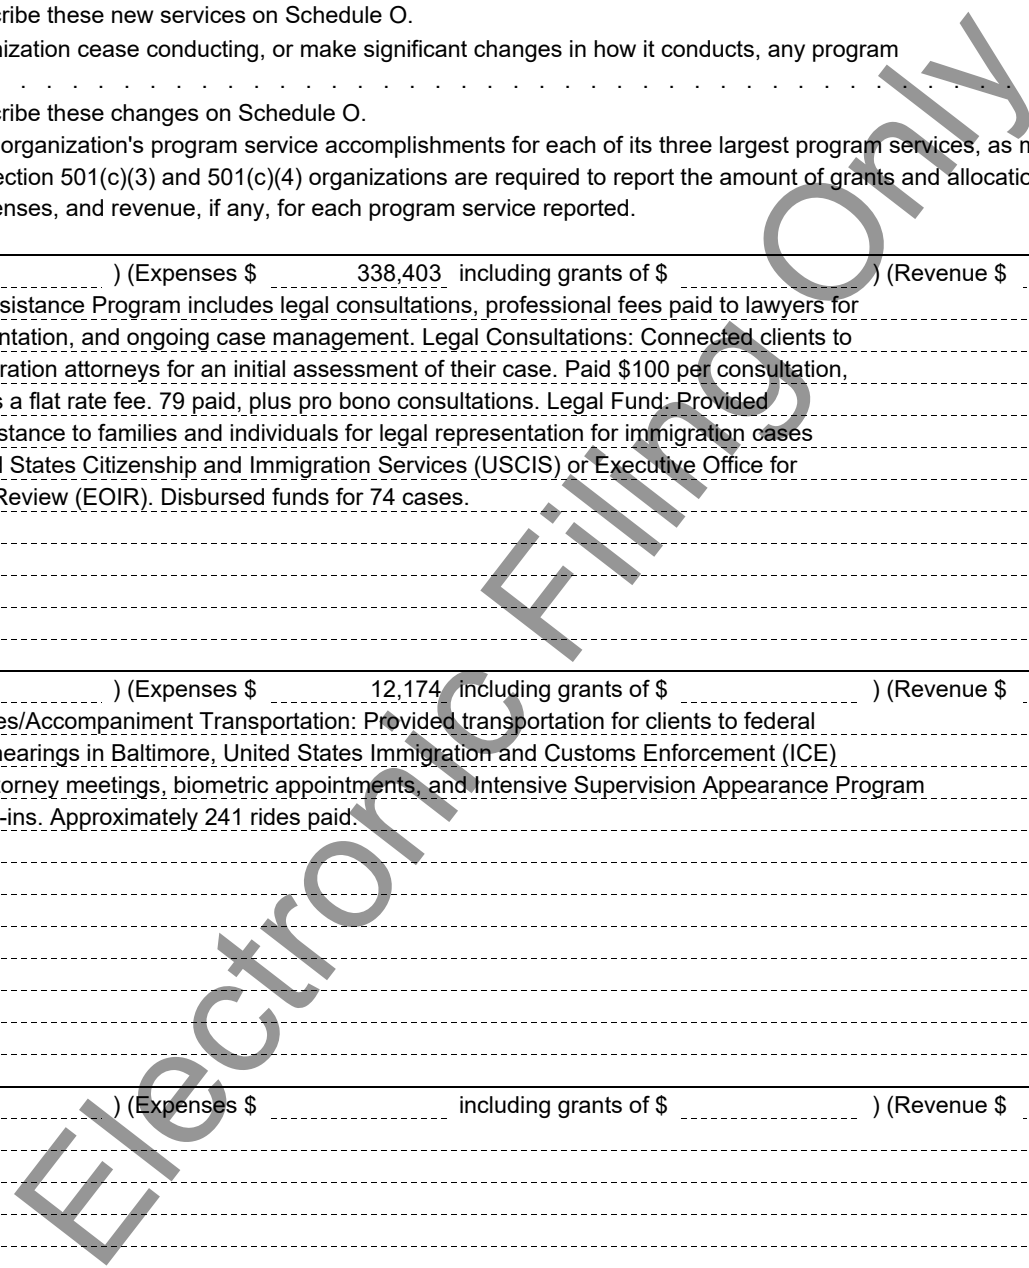 cribe these new services on Schedule O.
nization cease conducting, or make significant changes in how it conducts, any program
. . . . . . . . . . . . . . . . . . . . . . . . . . . . . . . . . . . . . . .
cribe these changes on Schedule O.
organization's program service accomplishments for each of its three largest program services, as m
ection 501(c)(3) and 501(c)(4) organizations are required to report the amount of grants and allocatio
enses, and revenue, if any, for each program service reported.
) (Expenses $ 338,403 including grants of $ ) (Revenue $
ssistance Program includes legal consultations, professional fees paid to lawyers for
ntation, and ongoing case management. Legal Consultations: Connected clients to
ration attorneys for an initial assessment of their case. Paid $100 per consultation,
s a flat rate fee. 79 paid, plus pro bono consultations. Legal Fund: Provided
stance to families and individuals for legal representation for immigration cases
d States Citizenship and Immigration Services (USCIS) or Executive Office for
Review (EOIR). Disbursed funds for 74 cases.
) (Expenses $ 12,174 including grants of $ ) (Revenue $
es/Accompaniment Transportation: Provided transportation for clients to federal
hearings in Baltimore, United States Immigration and Customs Enforcement (ICE)
torney meetings, biometric appointments, and Intensive Supervision Appearance Program
-ins. Approximately 241 rides paid.
) (Expenses $ including grants of $ ) (Revenue $
Electronic Filing Only